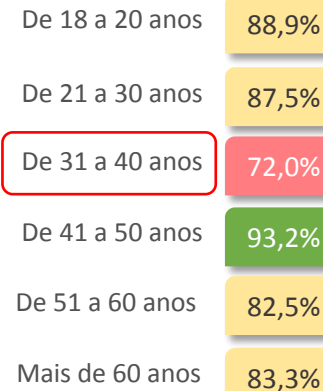 De 18 a 20 anos 88,9%
De 21 a 30 anos 87,5%
De 31 a 40 anos 72,0%
De 41 a 50 anos 93,2%
De 51 a 60 anos 82,5%
Mais de 60 anos 83,3%